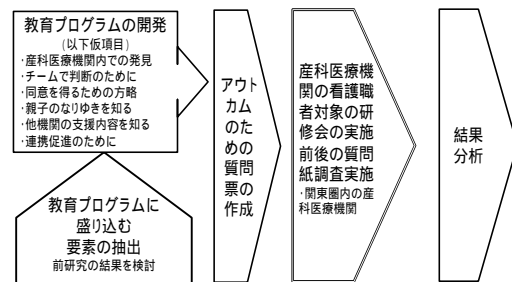 教育プログラムの開発
(以下仮項目)
・産科医療機関内での発見
・チームで判断のために
・同意を得るための方略
・親子のなりゆきを知る
・他機関の支援内容を知る
・連携促進のために
教育プログラムに
盛り込む
要素の抽出
前研究の結果を検討
アウト
カム
のた
めの
質問
票の
作成
産科医療機
関の看護職
者対象の研
修会の実施
前後の質問
紙調査実施
・関東圏内の産
科医療機関
結果
分析